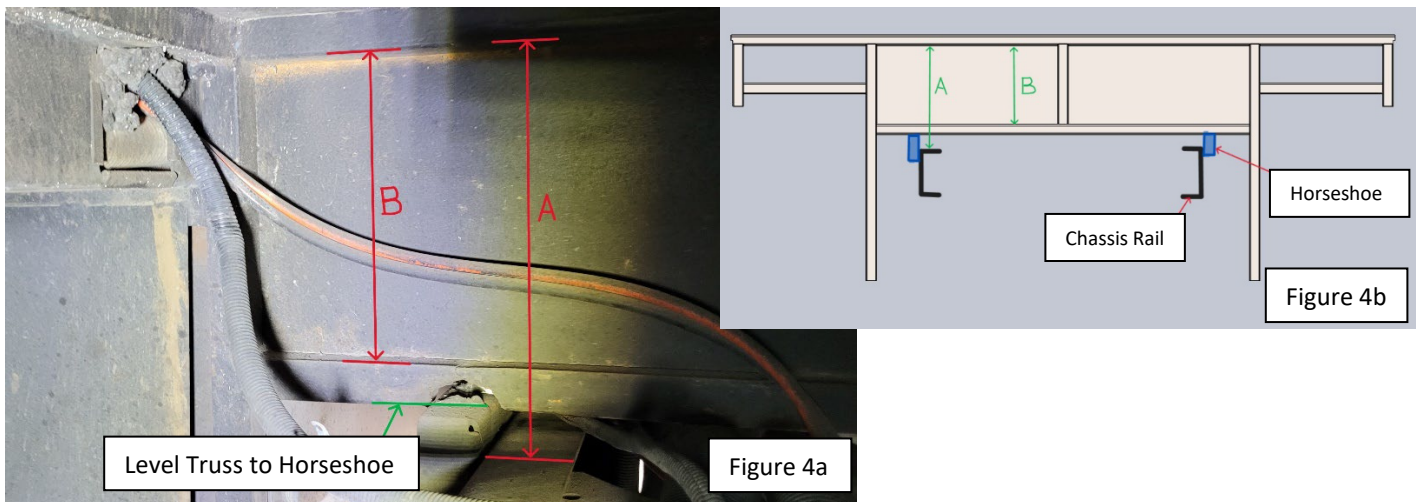 B
A
Level Truss to Horseshoe
Figure 4a
A
B
Horseshoe
Chassis Rail
Figure 4b